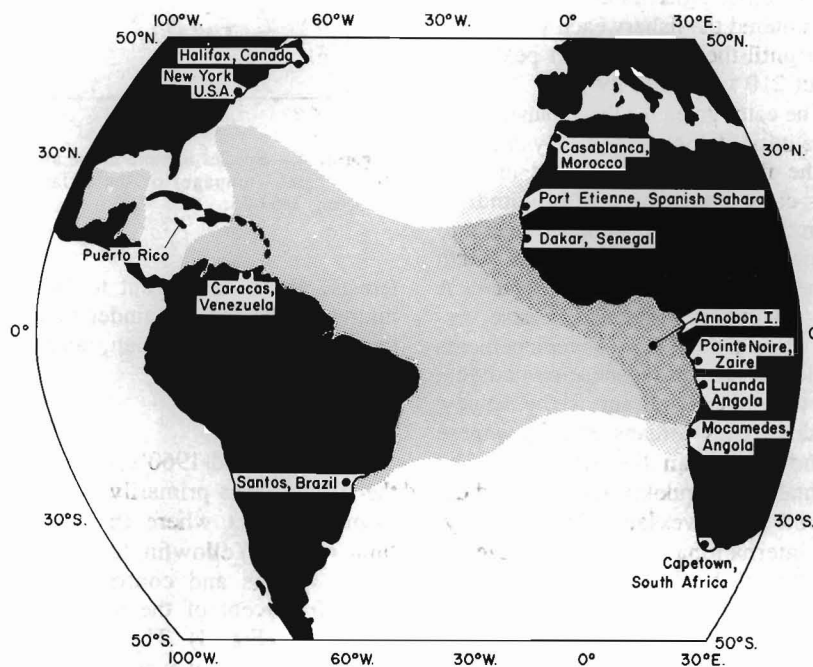 100°W.
60°W.
30°W.
0°
30°E.
50°N.
50°N.
Halifax, Canada
New York
U.S.A.
Casablanca,
Morocco
30°N.
30°N.
Port Etienne, Spanish Sahara
Dakar, Senegal
Puerto Rico
Caracas,
Venezuela
Annobon I.
0°
Pointe Noire,
Zaire
Luanda
Angola
Mocamedes,
Angola
Santos, Brazil
30°S.
30°S.
Capetown,
South Africa
50°S.
50°S.
100°W.
60°W.
30°W.
0°
30°E.